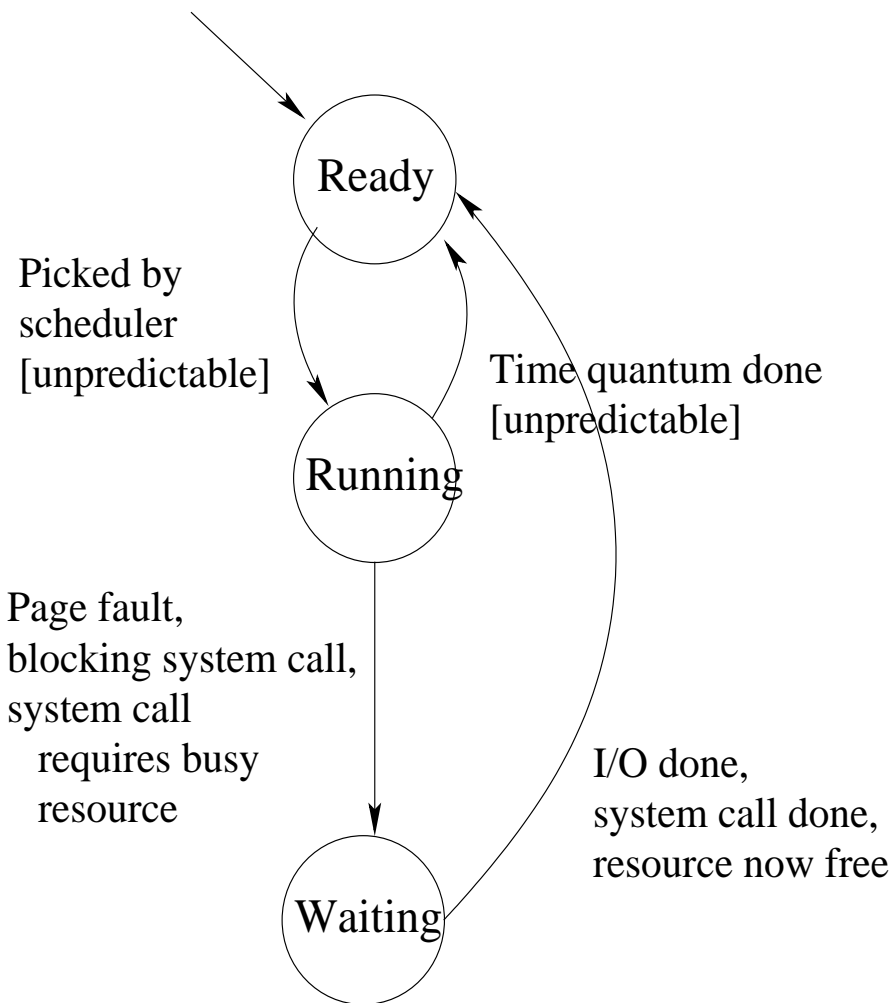 Ready
Picked by
scheduler
[unpredictable]
Time quantum done
[unpredictable]
Running
Page fault,
blocking system call,
system call
requires busy
resource
I/O done,
system call done,
resource now free
Waiting